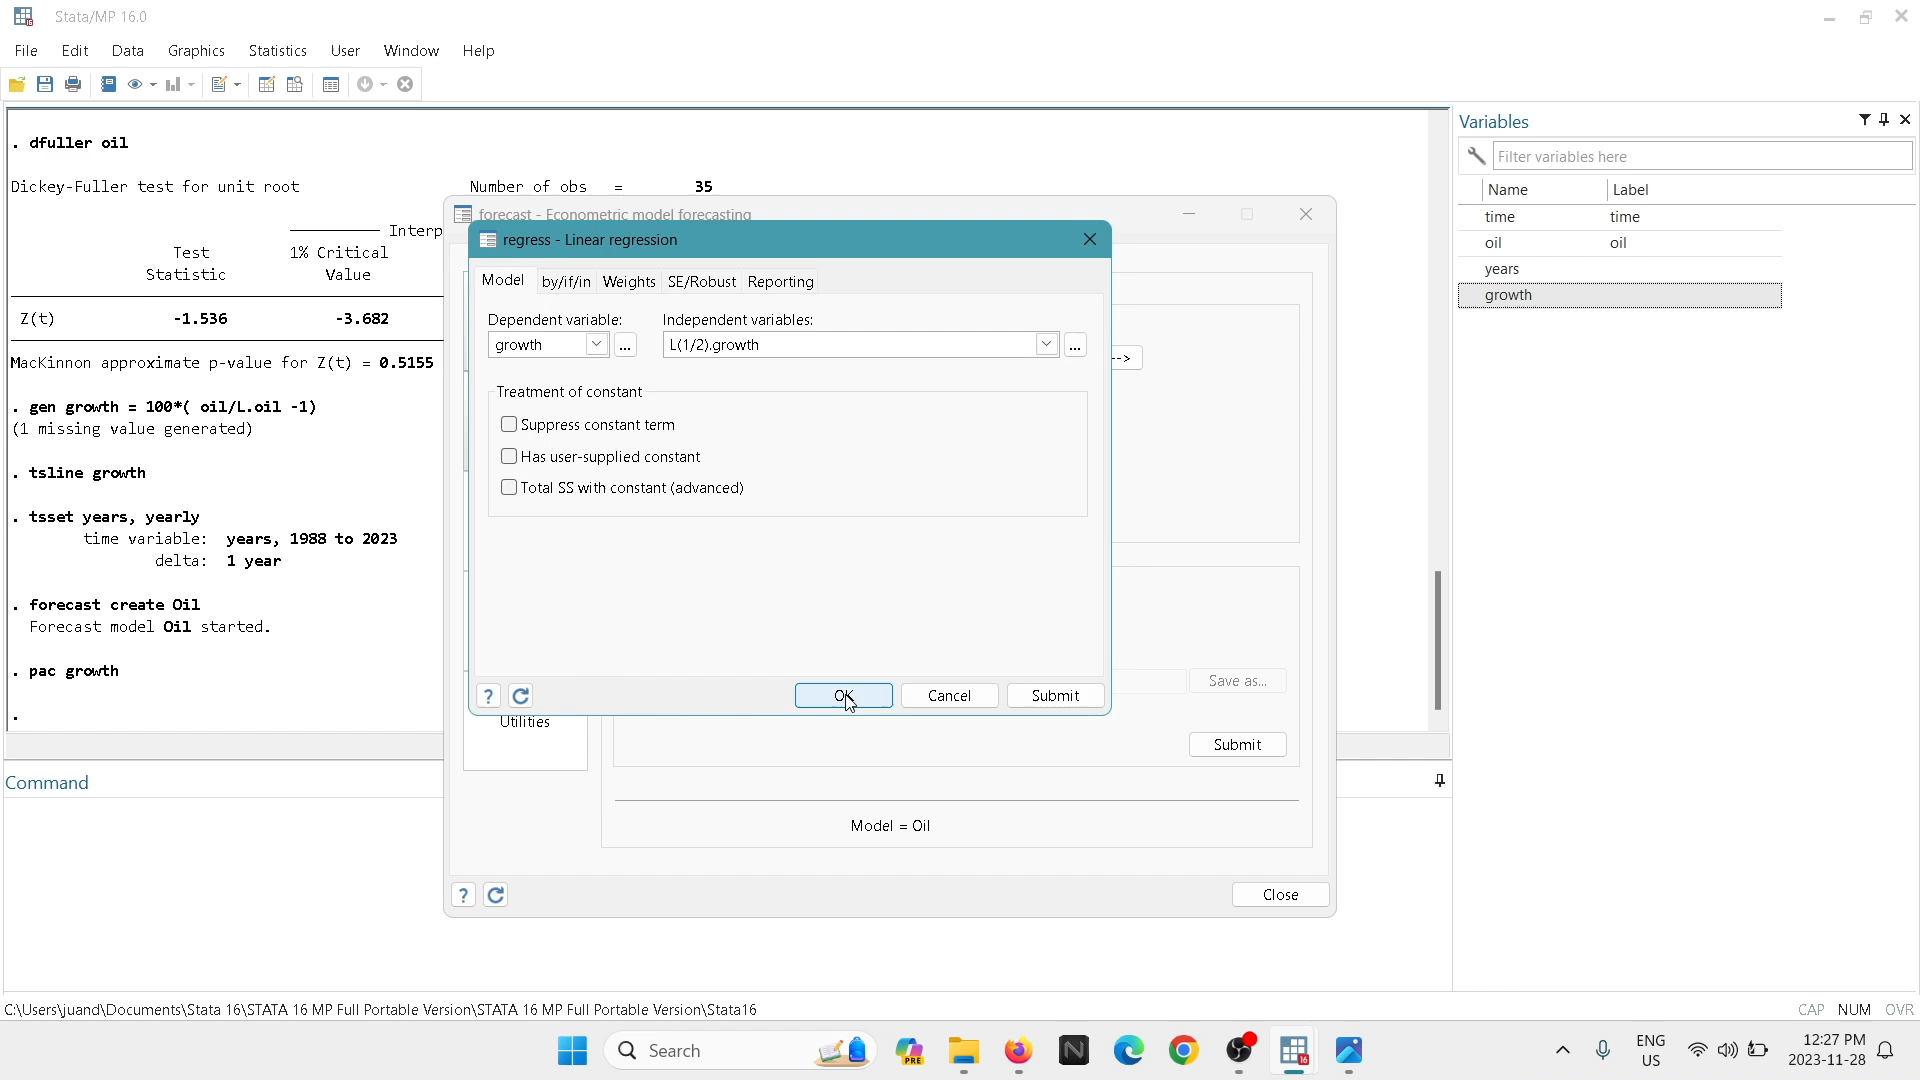 Stata/MP 16.0
File Edit Data Graphics Statistics User Window Help
. dfuller oil
Dickey-Fuller test for unit root Number of obs = 35
Interp
Test 1% Critical
Statistic Value
Z(t) -1.536 -3.682
MacKinnon approximate p-value for Z(t) = 0.5155
. gen growth = 100*( oil/L.oil -1)
(1 missing value generated)
. tsline growth
. tsset years, yearly
time variable: years, 1988 to 2023
delta: 1 year
. forecast create Oil
Forecast model Oil started.
. pac growth
.
Command
forecast - Econometric model forecasting
regress - Linear regression
Model by/if/in Weights SE/Robust Reporting
Dependent variable: Independent variables:
growth ... L(1/2).growth ...
-->
Treatment of constant
Suppress constant term
Has user-supplied constant
Total SS with constant (advanced)
? OK Cancel Submit
Save as...
Utilities
Submit
Model = Oil
? Close
Variables
Filter variables here
Name Label
time time
oil oil
years
growth
C:\Users\juand\Documents\Stata 16\STATA 16 MP Full Portable Version\STATA 16 MP Full Portable Version\Stata16
CAP NUM OVR
Search
PRE
N
16
ENG
US
12:27 PM
2023-11-28